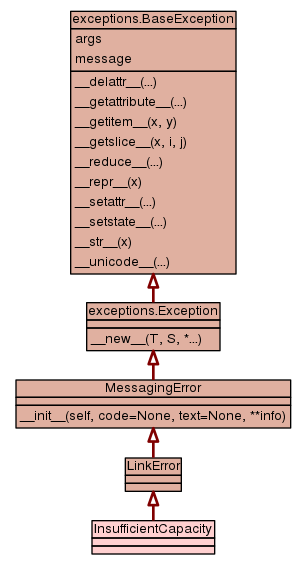 exceptions.BaseException
args
message
__delattr__(...)
__getattribute__(...)
__getitem__(x, y)
__getslice__(x, i, j)
__reduce__(...)
__repr__(x)
__setattr__(...)
__setstate__(...)
__str__(x)
__unicode__(...)
exceptions.Exception
__new__(T, S, *...)
MessagingError
__init__(self, code=None, text=None, **info)
LinkError
InsufficientCapacity